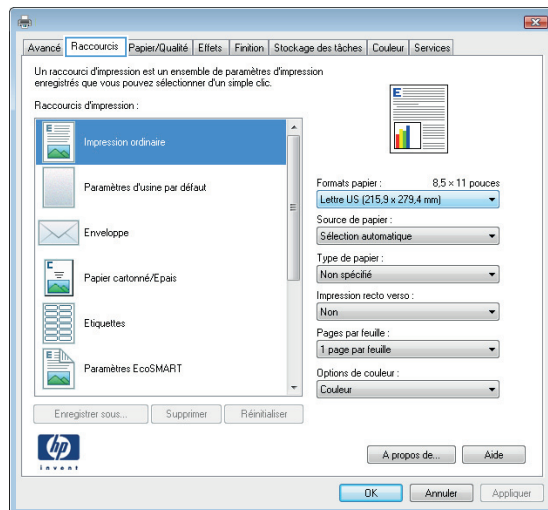 Avancé Raccourcis Papier/Qualité Effets Finition Stockage des tâches Couleur Services
Un raccourci d'impression est un ensemble de paramètres d'impression
enregistrés que vous pouvez sélectionner d'un simple clic.
Raccourcis d'impression :
Impression ordinaire
Paramètres d'usine par défaut
Enveloppe
Papier cartonné/Epais
Etiquettes
Paramètres EcoSMART
Enregistrer sous... Supprimer Réinitialiser
E
Formats papier : 8,5 × 11 pouces
Lettre US (215,9 x 279,4 mm)
Source de papier :
Sélection automatique
Type de papier :
Non spécifié
Impression recto verso :
Non
Pages par feuille :
1 page par feuille
Options de couleur :
Couleur
hp
invent
A propos de... Aide
OK Annuler Appliquer